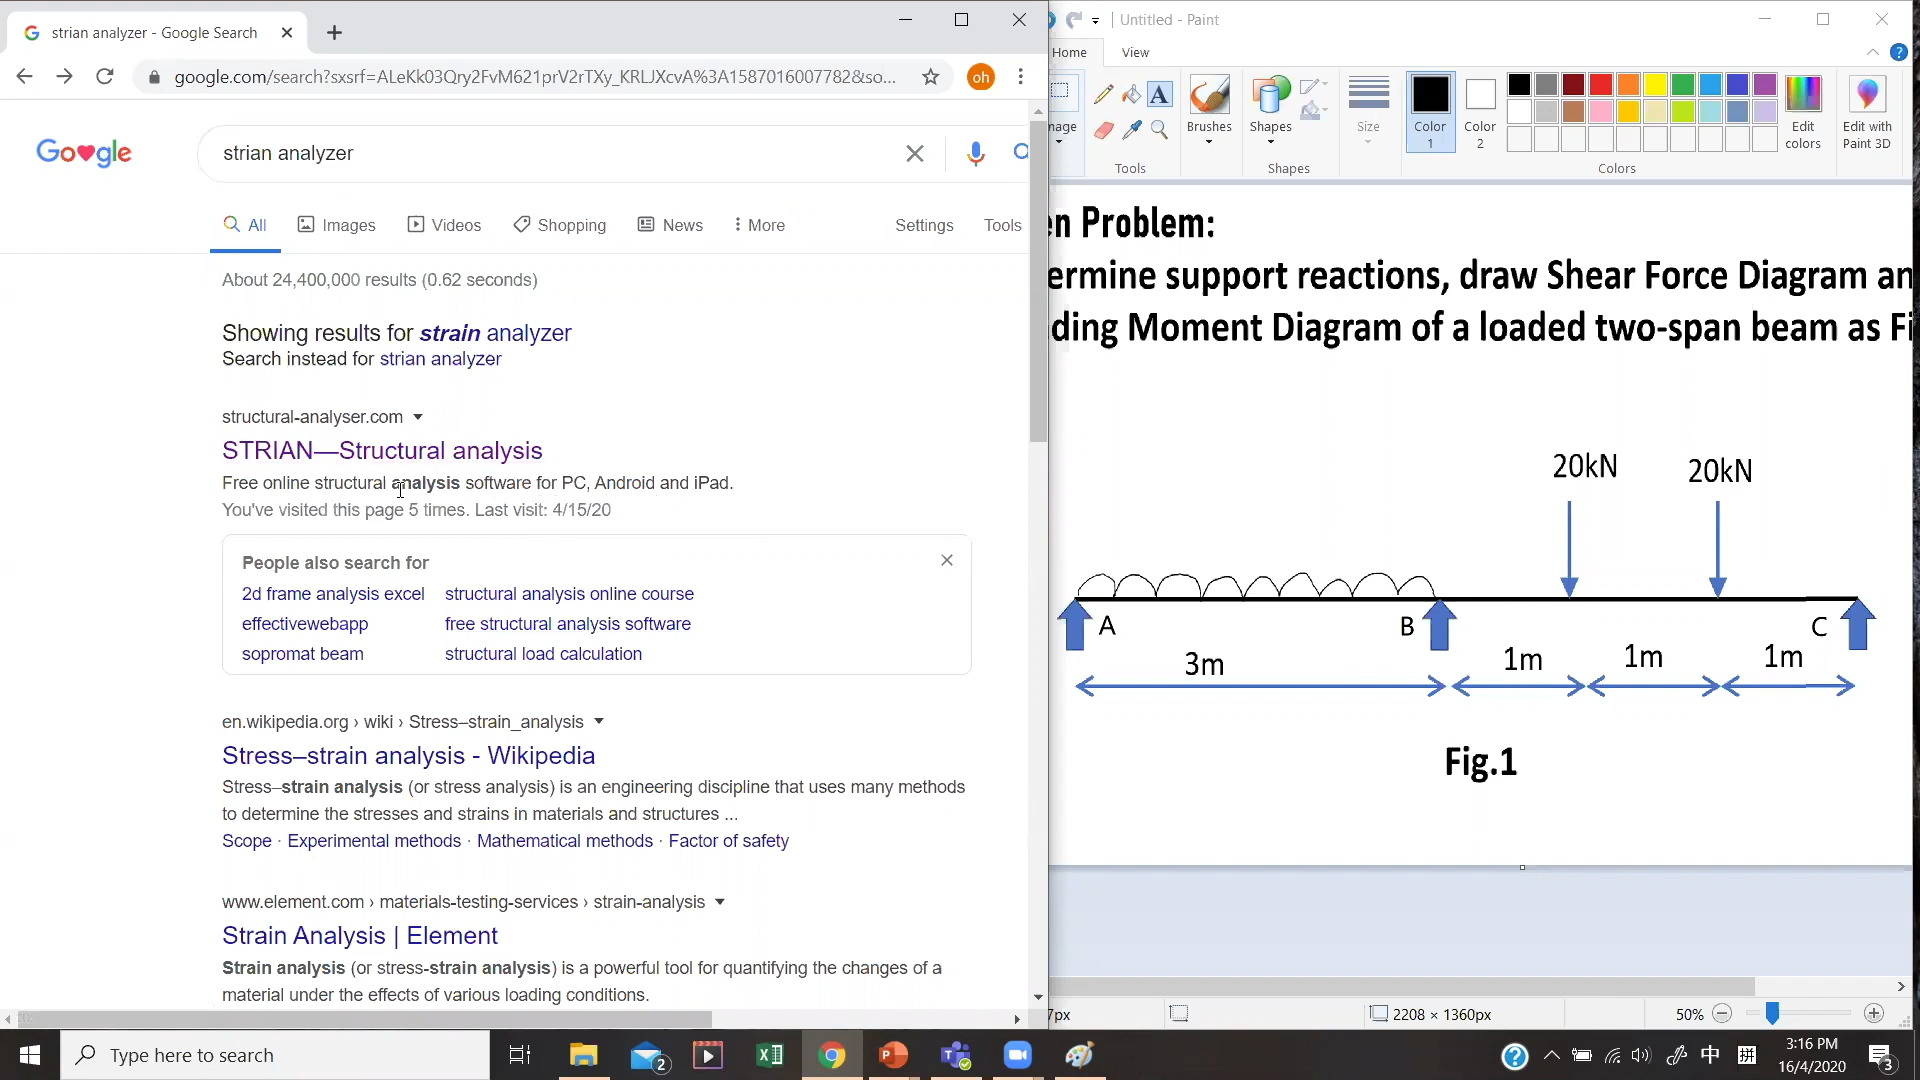 strian analyzer - Google Search
google.com/search?sxsrf=ALeKk03Qry2FvM621prV2rTXy_KRLJXcvA%3A1587016007782&so...
oh
Google
strian analyzer
All
Images
Videos
Shopping
News
More
Settings
Tools
About 24,400,000 results (0.62 seconds)
Showing results for strain analyzer
Search instead for strian analyzer
structural-analyser.com
STRIAN—Structural analysis
Free online structural analysis software for PC, Android and iPad.
You've visited this page 5 times. Last visit: 4/15/20
People also search for
2d frame analysis excel
structural analysis online course
effectivewebapp
free structural analysis software
sopromat beam
structural load calculation
en.wikipedia.org › wiki › Stress–strain_analysis
Stress–strain analysis - Wikipedia
Stress–strain analysis (or stress analysis) is an engineering discipline that uses many methods
to determine the stresses and strains in materials and structures ...
Scope · Experimental methods · Mathematical methods · Factor of safety
www.element.com › materials-testing-services › strain-analysis
Strain Analysis | Element
Strain analysis (or stress-strain analysis) is a powerful tool for quantifying the changes of a
material under the effects of various loading conditions.
Untitled - Paint
Home
View
mage
Tools
Brushes
Shapes
Shapes
Size
Color
1
Color
2
Colors
Edit
colors
Edit with
Paint 3D
en Problem:
ermine support reactions, draw Shear Force Diagram an
ding Moment Diagram of a loaded two-span beam as Fi
20kN
20kN
A
B
C
3m
1m
1m
1m
Fig.1
7px
2208 × 1360px
50%
Type here to search
2
中
拼
3:16 PM
16/4/2020
3